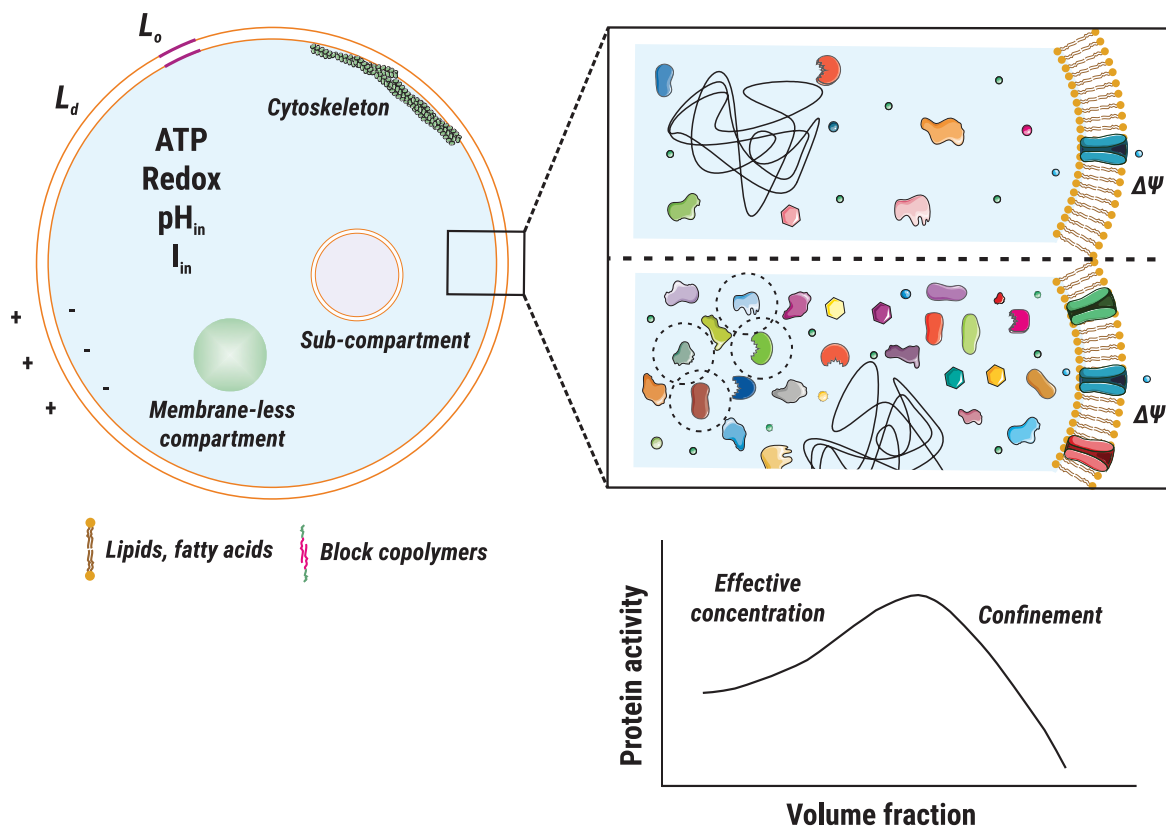 Lo
Ld
Cytoskeleton
ATP
Redox
pHin
Iin
+
-
+
-
+
-
Sub-compartment
Membrane-less
compartment
ΔΨ
ΔΨ
Lipids, fatty acids
Block copolymers
Effective
concentration
Confinement
Protein activity
Volume fraction